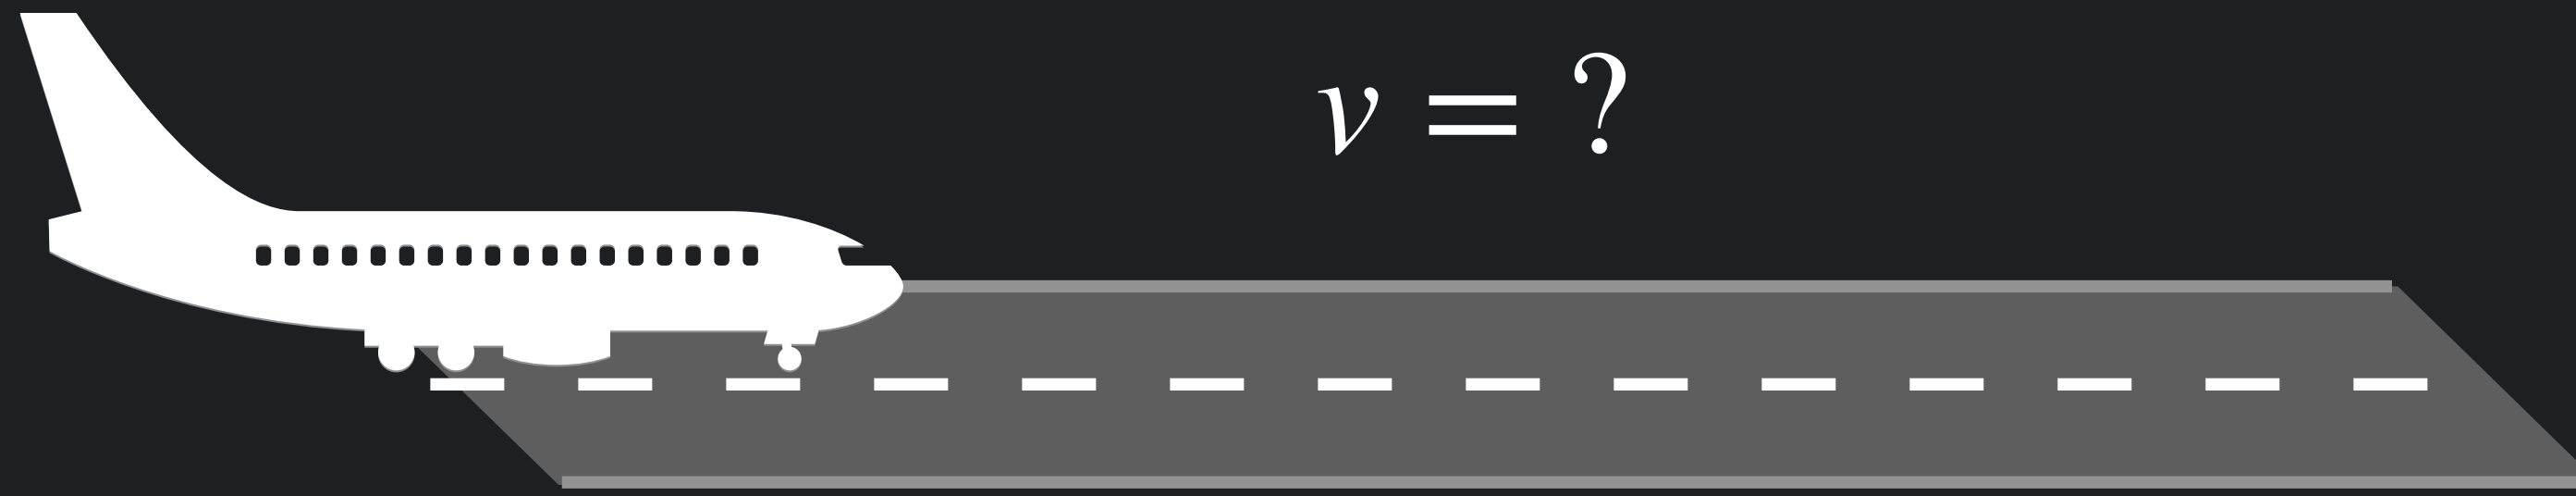 v = ?